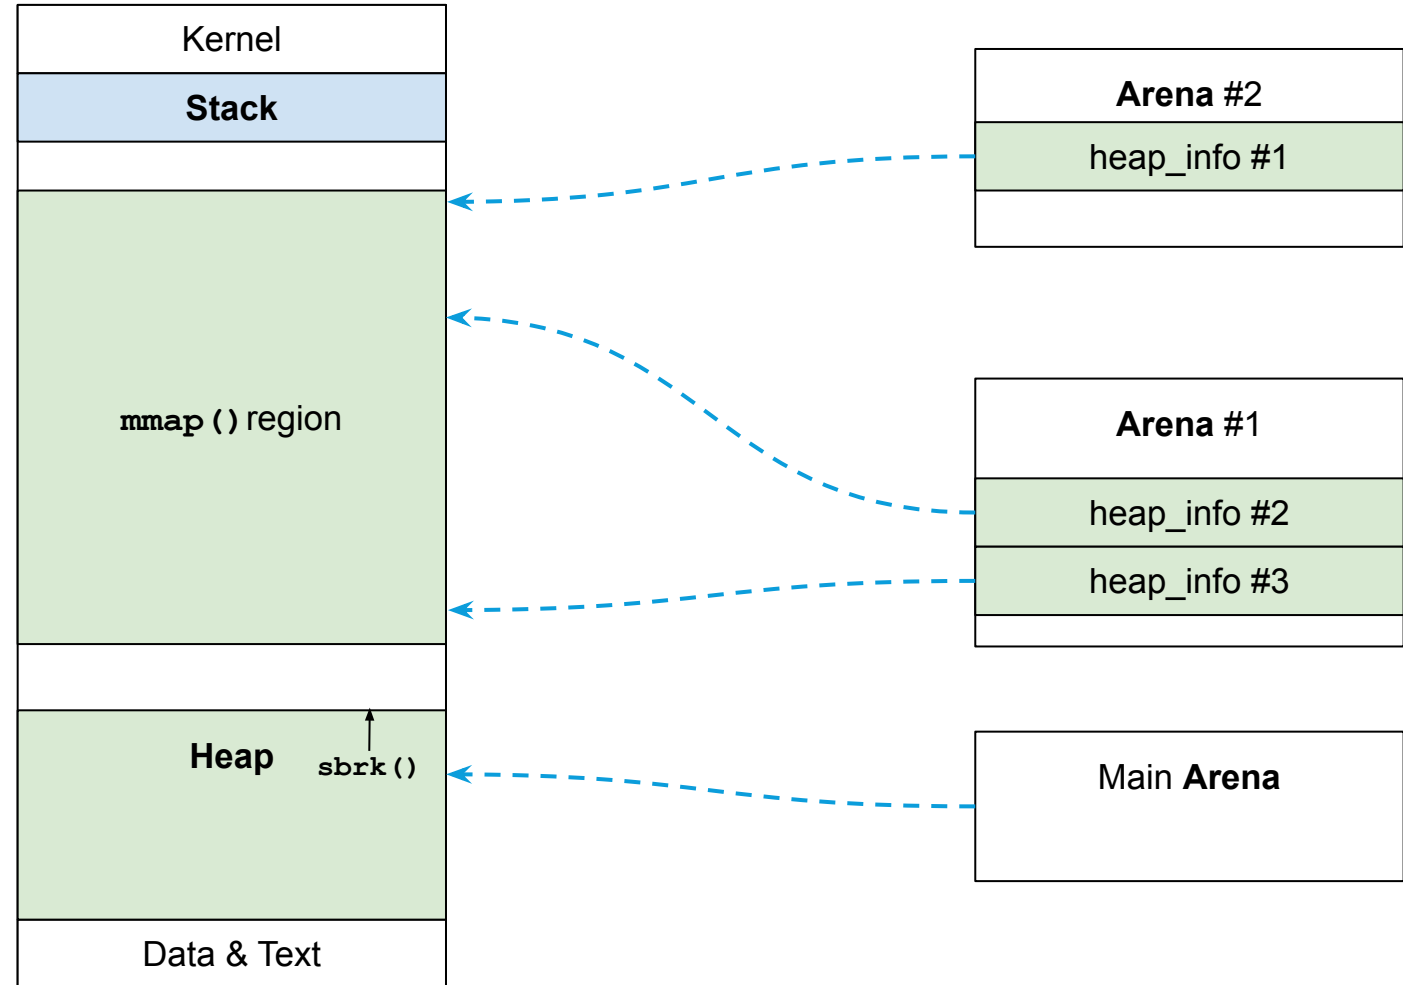 Kernel
Stack
mmap() region
Heap
sbrk()
Data & Text
Arena #2
heap_info #1
Arena #1
heap_info #2
heap_info #3
Main Arena